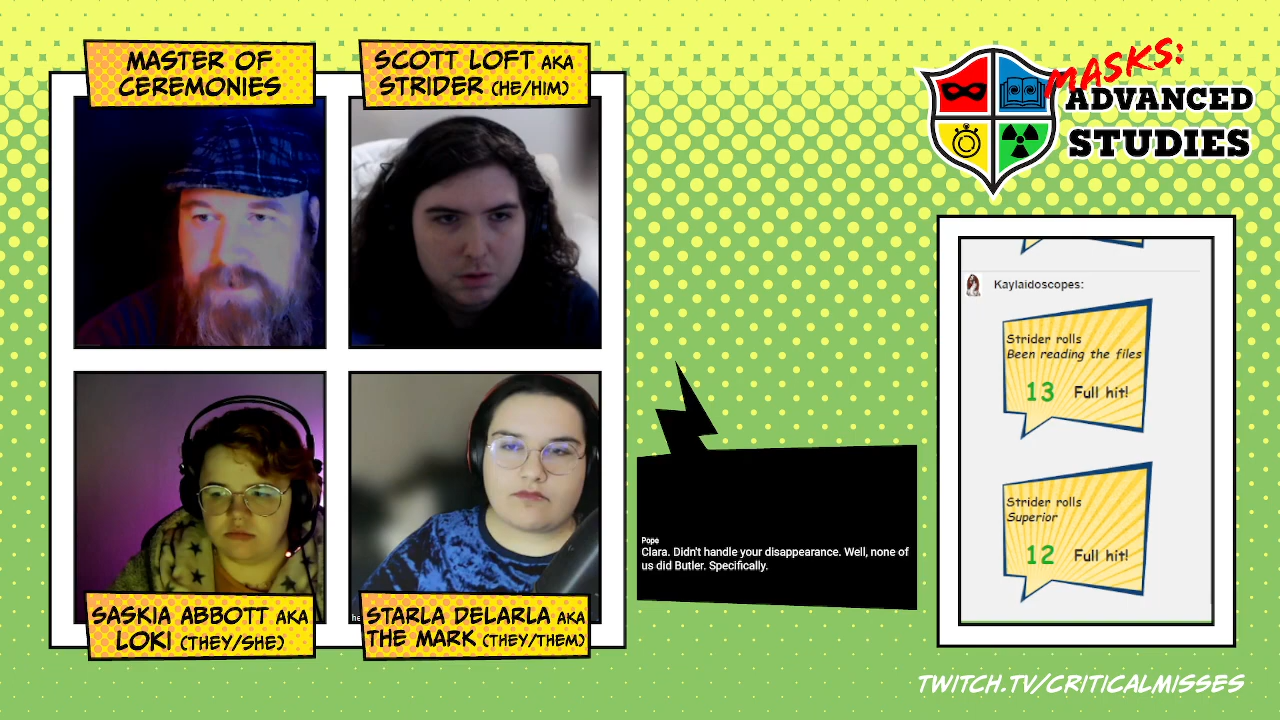 MASTER OF
CEREMONIES
SCOTT LOFT AKA
STRIDER (HE/HIM)
SASKIA ABBOTT AKA
LOKI (THEY/SHE)
he
STARLA DELARLA AKA
THE MARK (THEY/THEM)
Pope
Clara. Didn't handle your disappearance. Well, none of
us did Butler. Specifically.
MASKS:
ADVANCED
STUDIES
Kaylaidoscopes:
Strider rolls
Been reading the files
13 Full hit!
Strider rolls
Superior
12 Full hit!
TWITCH.TV/CRITICALMISSES